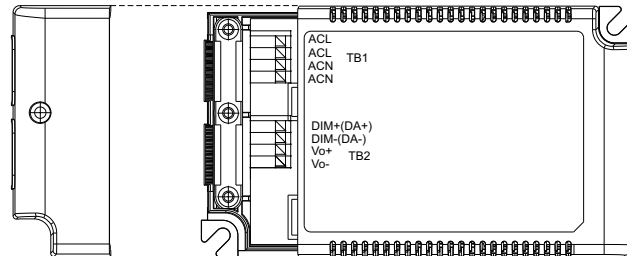 ACL
ACL
ACN
ACN
TB1
DIM+(DA+)
DIM-(DA-)
Vo+
Vo-
TB2